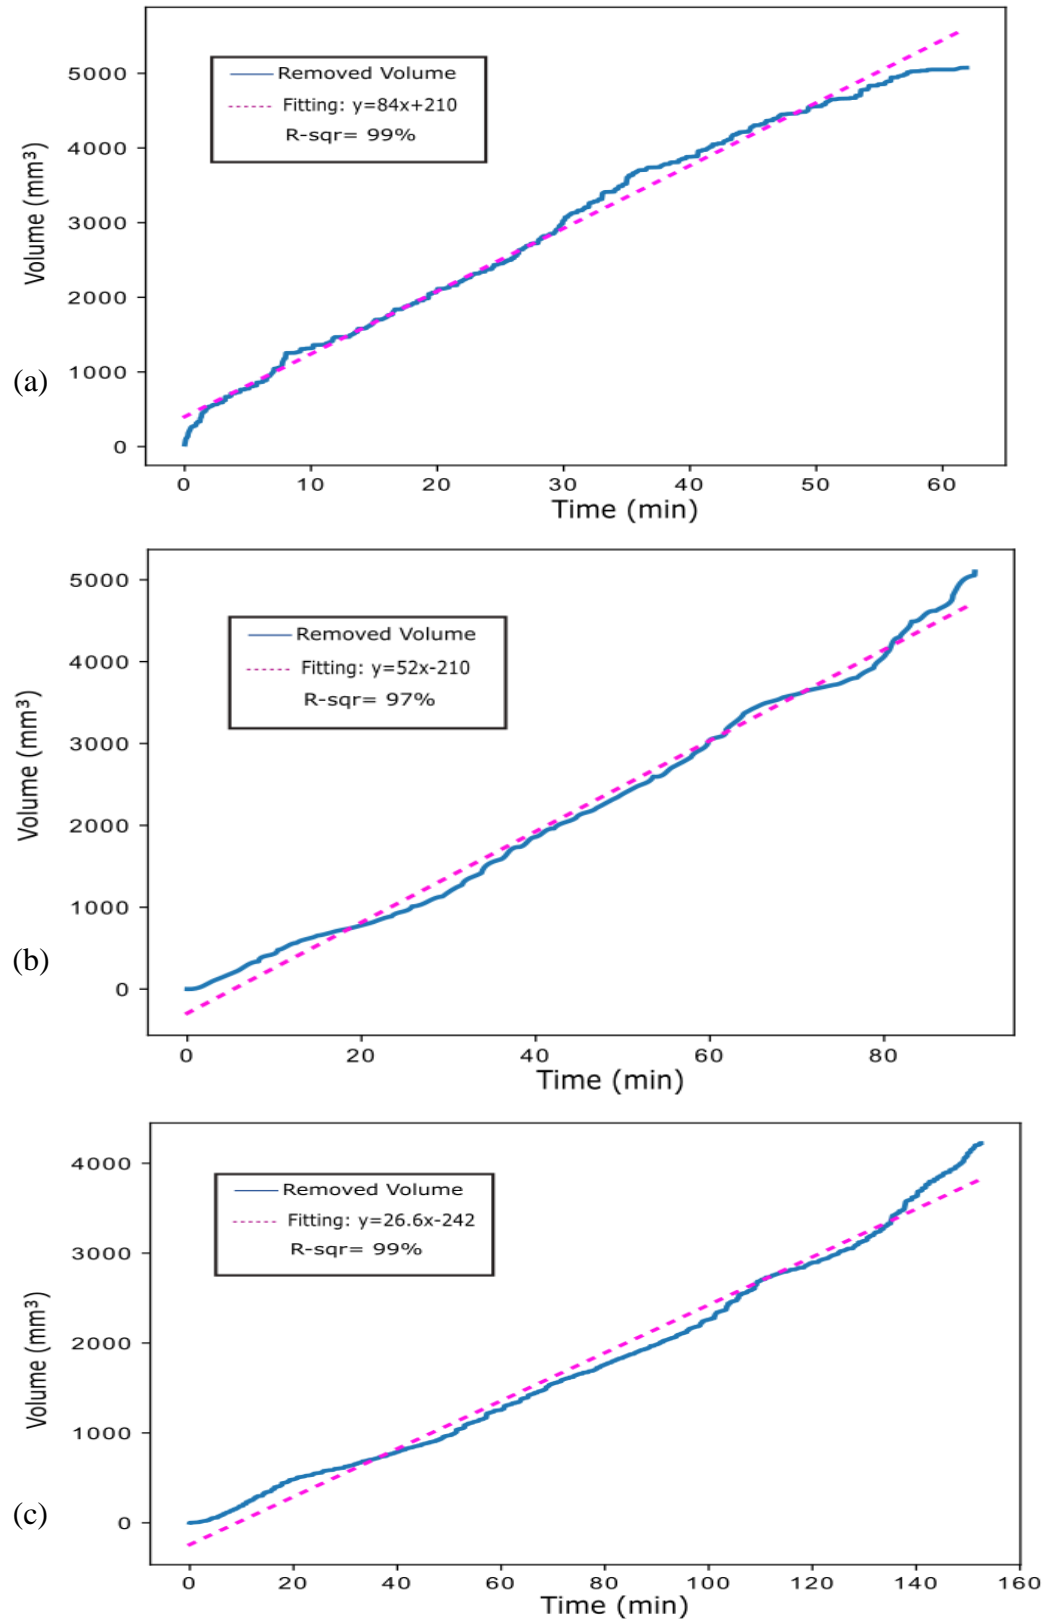 5000
4000
3000
2000
1000
0
Volume (mm³)
Removed Volume
Fitting: y=84x+210
R-sqr= 99%
(a)
0 10 20 30 40 50 60
Time (min)
5000
4000
3000
2000
1000
0
Volume (mm³)
Removed Volume
Fitting: y=52x-210
R-sqr= 97%
(b)
0 20 40 60 80
Time (min)
4000
3000
2000
1000
0
Volume (mm³)
Removed Volume
Fitting: y=26.6x-242
R-sqr= 99%
(c)
0 20 40 60 80 100 120 140 160
Time (min)